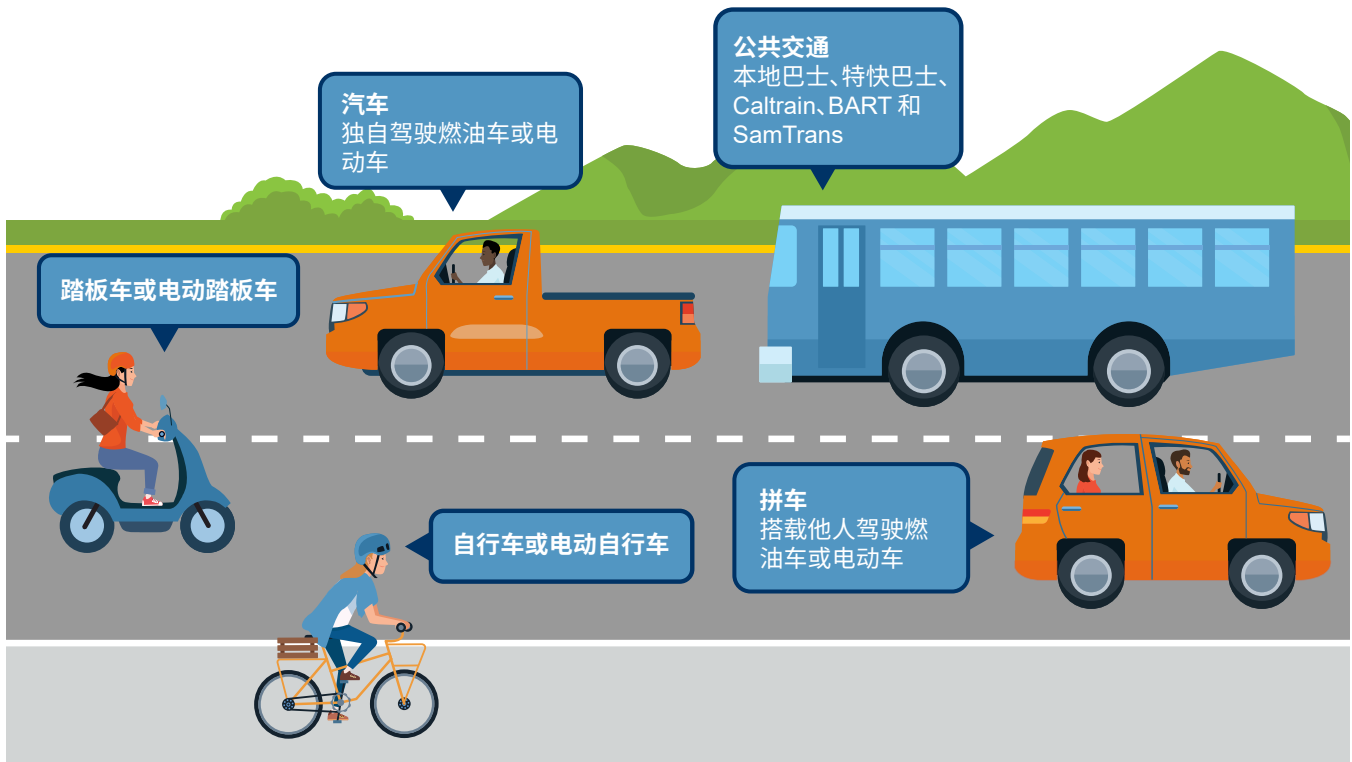 公共交通
本地巴士、特快巴士、
Caltrain、BART 和
SamTrans
汽车
独自驾驶燃油车或电
动车
踏板车或电动踏板车
自行车或电动自行车
拼车
搭载他人驾驶燃
油车或电动车